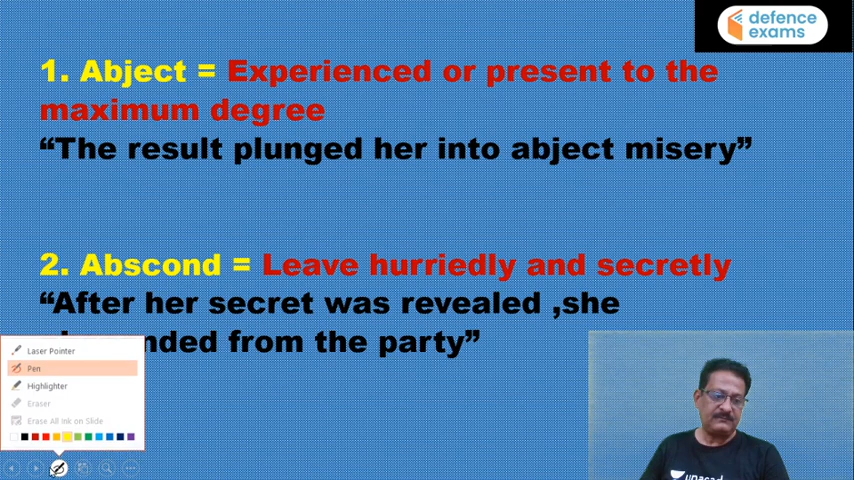 defence
exams
1. Abject = Experienced or present to the
maximum degree
“The result plunged her into abject misery”
2. Abscond = Leave hurriedly and secretly
“After her secret was revealed ,she
from the party”
Laser Pointer
Pen
Highlighter
Eraser
Erase All Ink on Slide